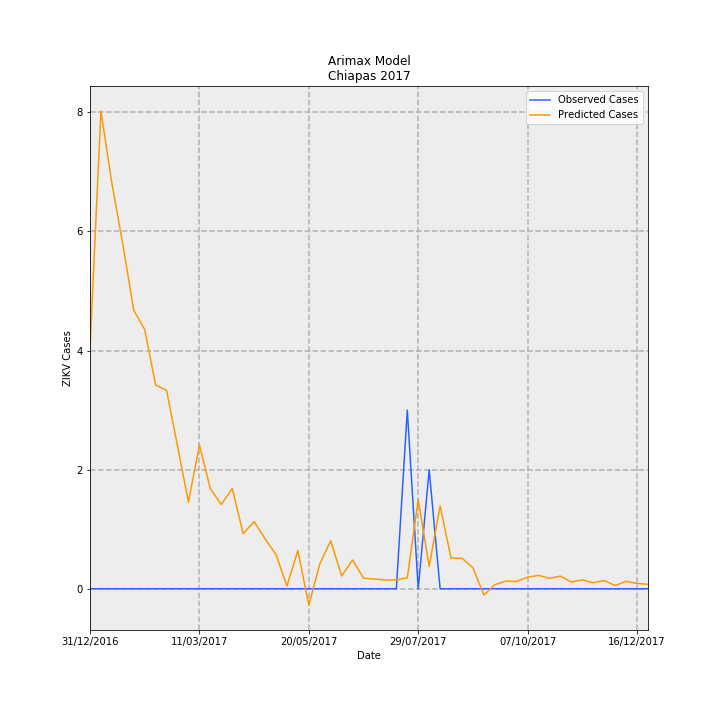 Arimax Model
Chiapas 2017
Observed Cases
Predicted Cases
8
6
4
2
0
ZIKV Cases
31/12/2016
11/03/2017
20/05/2017
29/07/2017
07/10/2017
16/12/2017
Date